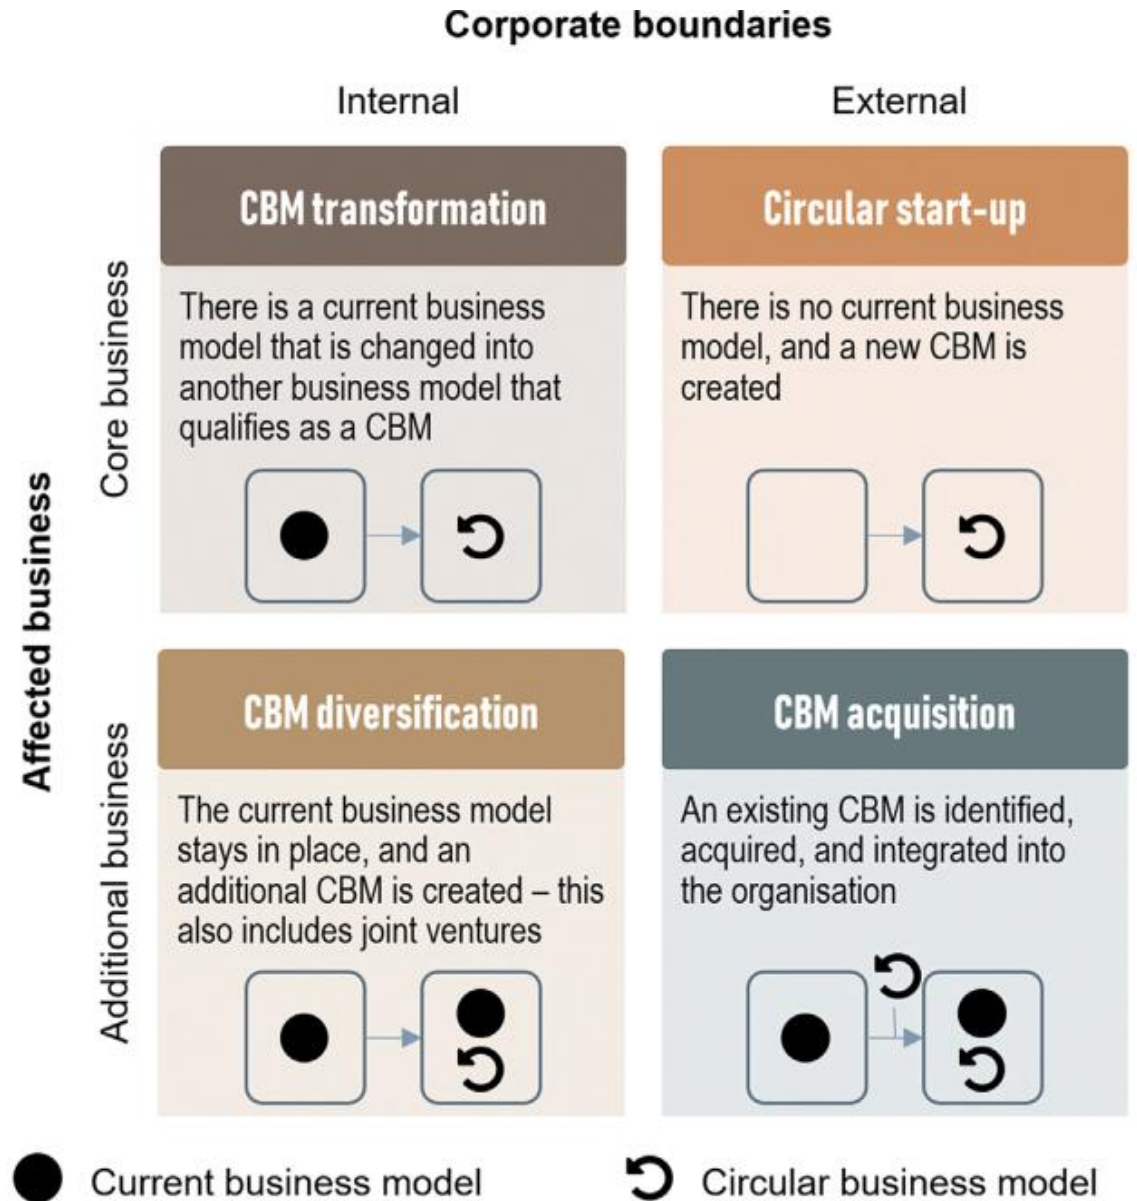 Corporate boundaries
Internal
External
Affected business
Core business
CBM transformation
There is a current business
model that is changed into
another business model that
qualifies as a CBM
Circular start-up
There is no current business
model, and a new CBM is
created
Additional business
CBM diversification
The current business model
stays in place, and an
additional CBM is created – this
also includes joint ventures
CBM acquisition
An existing CBM is identified,
acquired, and integrated into
the organisation
Current business model
Circular business model